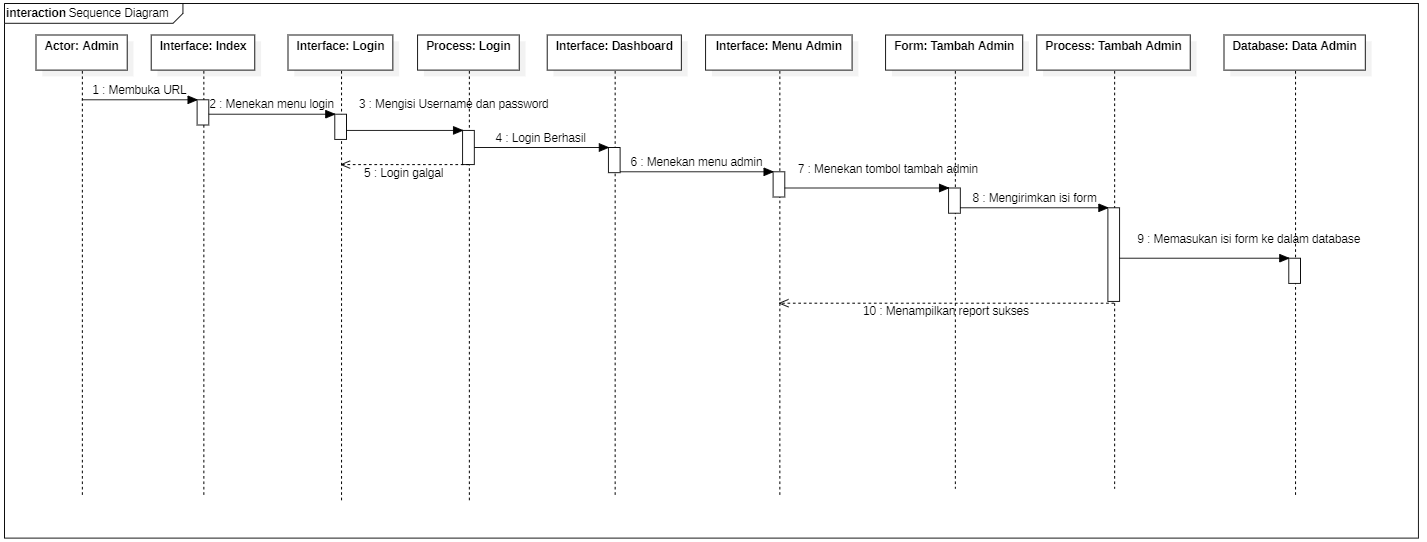 interaction Sequence Diagram
Actor: Admin
Interface: Index
Interface: Login
Process: Login
Interface: Dashboard
Interface: Menu Admin
Form: Tambah Admin
Process: Tambah Admin
Database: Data Admin
1 : Membuka URL
2 : Menekan menu login
3 : Mengisi Username dan password
4 : Login Berhasil
5 : Login galgal
6 : Menekan menu admin
7 : Menekan tombol tambah admin
8 : Mengirimkan isi form
9 : Memasukan isi form ke dalam database
10 : Menampilkan report sukses